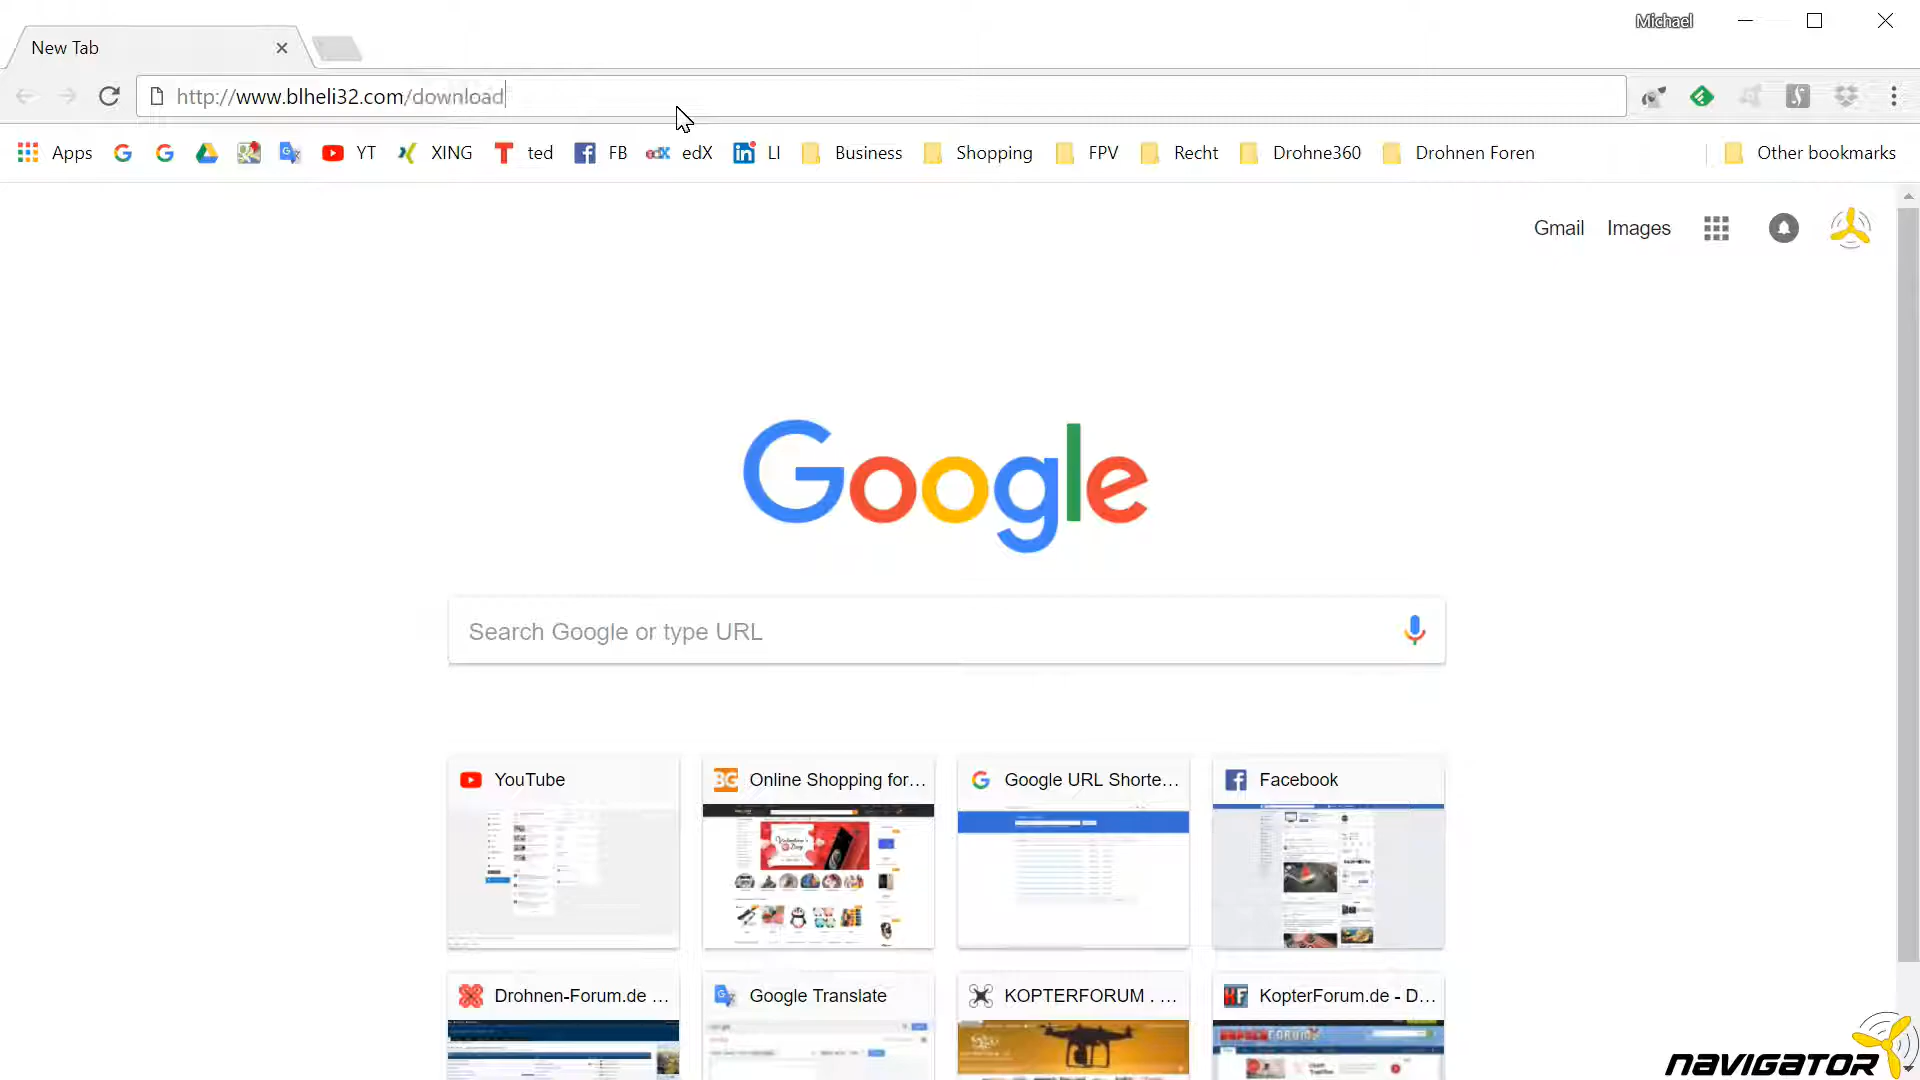 Michael
New Tab
http://www.blheli32.com/download
Apps
YT
XING
ted
FB
edX
LI
Business
Shopping
FPV
Recht
Drohne360
Drohnen Foren
Other bookmarks
Gmail
Images
Google
Search Google or type URL
YouTube
BG Online Shopping for...
Google URL Shorte...
Facebook
Drohnen-Forum.de ...
Google Translate
KOPTERFORUM . ...
KF KopterForum.de - D...
NAVIGATOR